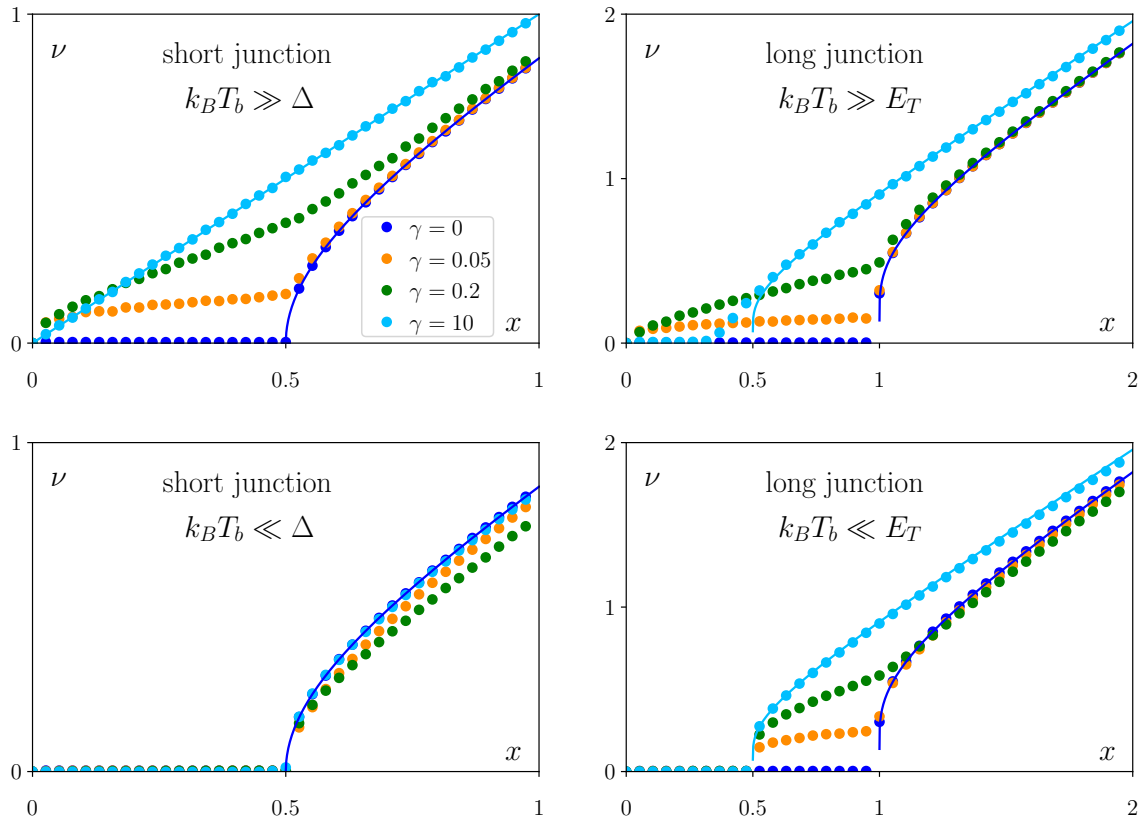 1
ν
short junction
k_BT_b ≫ Δ
γ = 0
γ = 0.05
γ = 0.2
γ = 10
x
0
0
0.5
1
2
ν
long junction
k_BT_b ≫ E_T
1
x
0
0
0.5
1
2
1
ν
short junction
k_BT_b ≪ Δ
x
0
0
0.5
1
2
ν
long junction
k_BT_b ≪ E_T
1
x
0
0
0.5
1
2